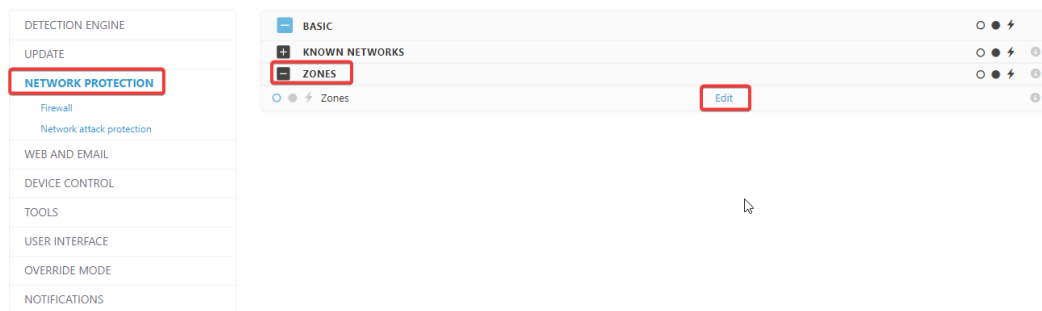 DETECTION ENGINE
UPDATE
NETWORK PROTECTION
Firewall
Network attack protection
WEB AND EMAIL
DEVICE CONTROL
TOOLS
USER INTERFACE
OVERRIDE MODE
NOTIFICATIONS
BASIC
KNOWN NETWORKS
ZONES
Zones Edit